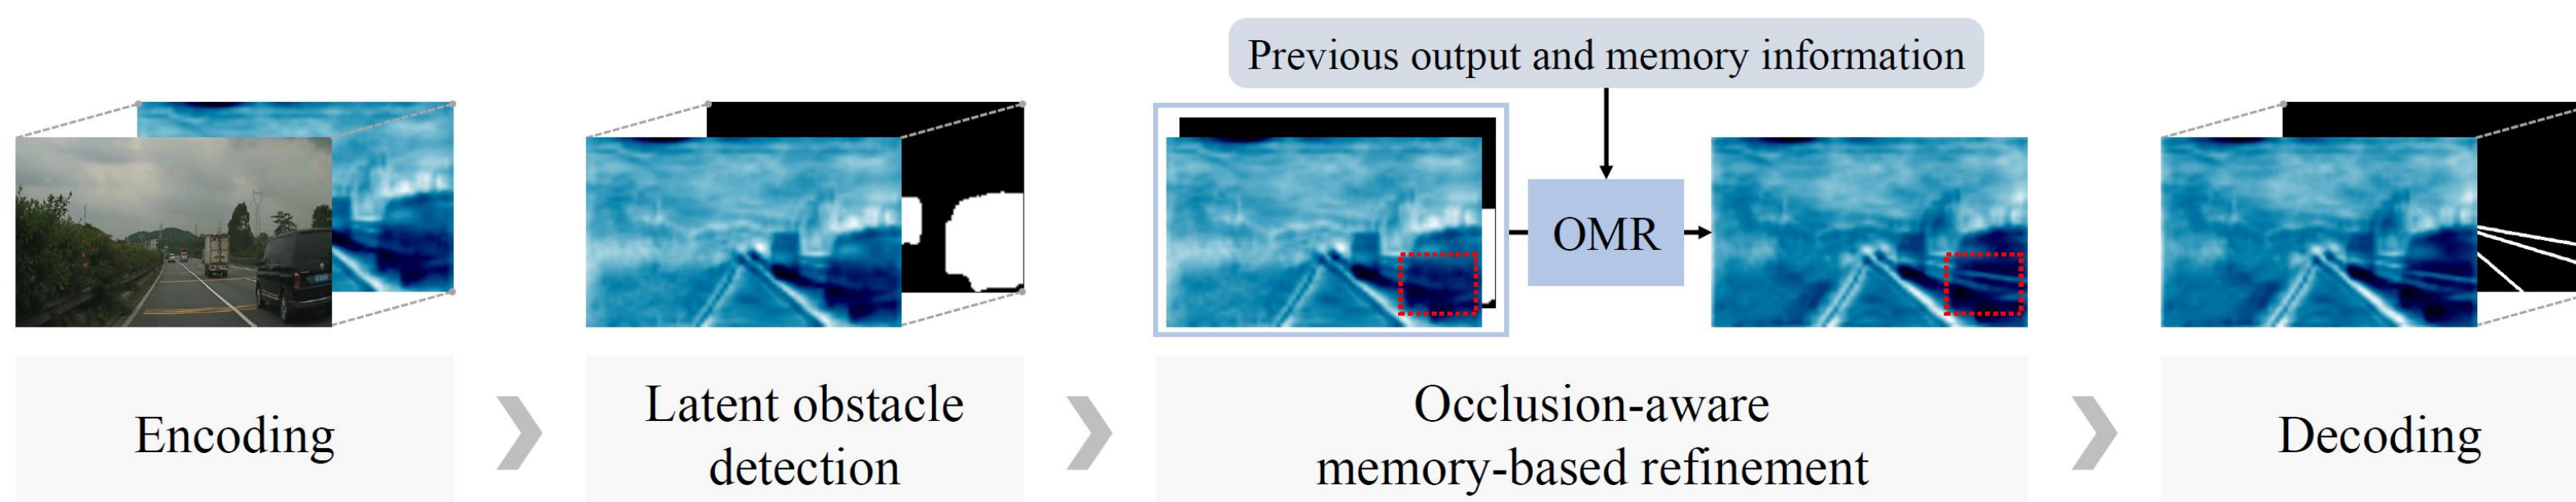 Previous output and memory information
OMR
Encoding
Latent obstacle
detection
Occlusion-aware
memory-based refinement
Decoding